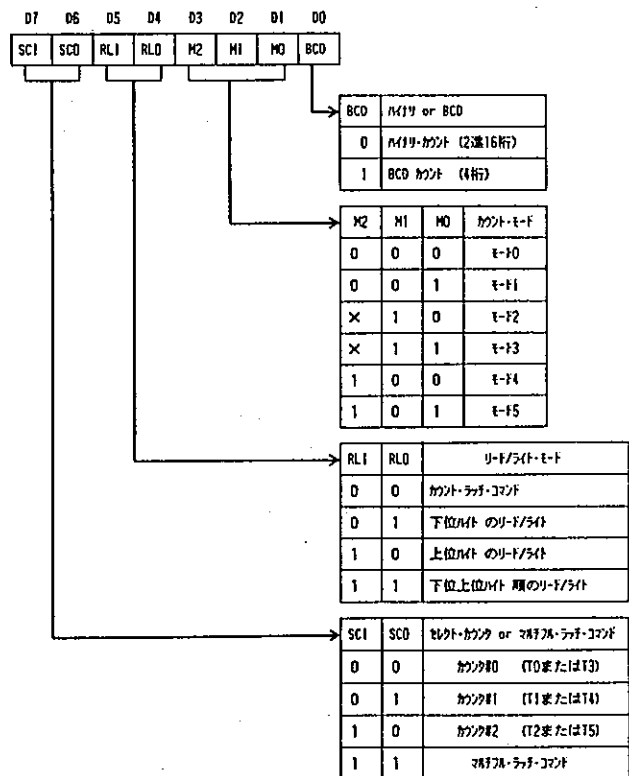 D7 D6 D5 D4 D3 D2 D1 D0
SC1 SC0 RL1 RL0 M2 M1 M0 BCD
BCD バイナリ or BCD
0 バイナリ・カウント (2進16桁)
1 BCD カウント (4桁)
M2 M1 M0 カウント・モード
0 0 0 モード0
0 0 1 モード1
× 1 0 モード2
× 1 1 モード3
1 0 0 モード4
1 0 1 モード5
RL1 RL0 リード/ライト・モード
0 0 カウント・ラッチ・コマンド
0 1 下位バイト のリード/ライト
1 0 上位バイト のリード/ライト
1 1 下位上位バイト 順のリード/ライト
SC1 SC0 セレクト・カウンタ or マルチプル・ラッチ・コマンド
0 0 カウンタ#0 (T0またはT3)
0 1 カウンタ#1 (T1またはT4)
1 0 カウンタ#2 (T2またはT5)
1 1 マルチプル・ラッチ・コマンド